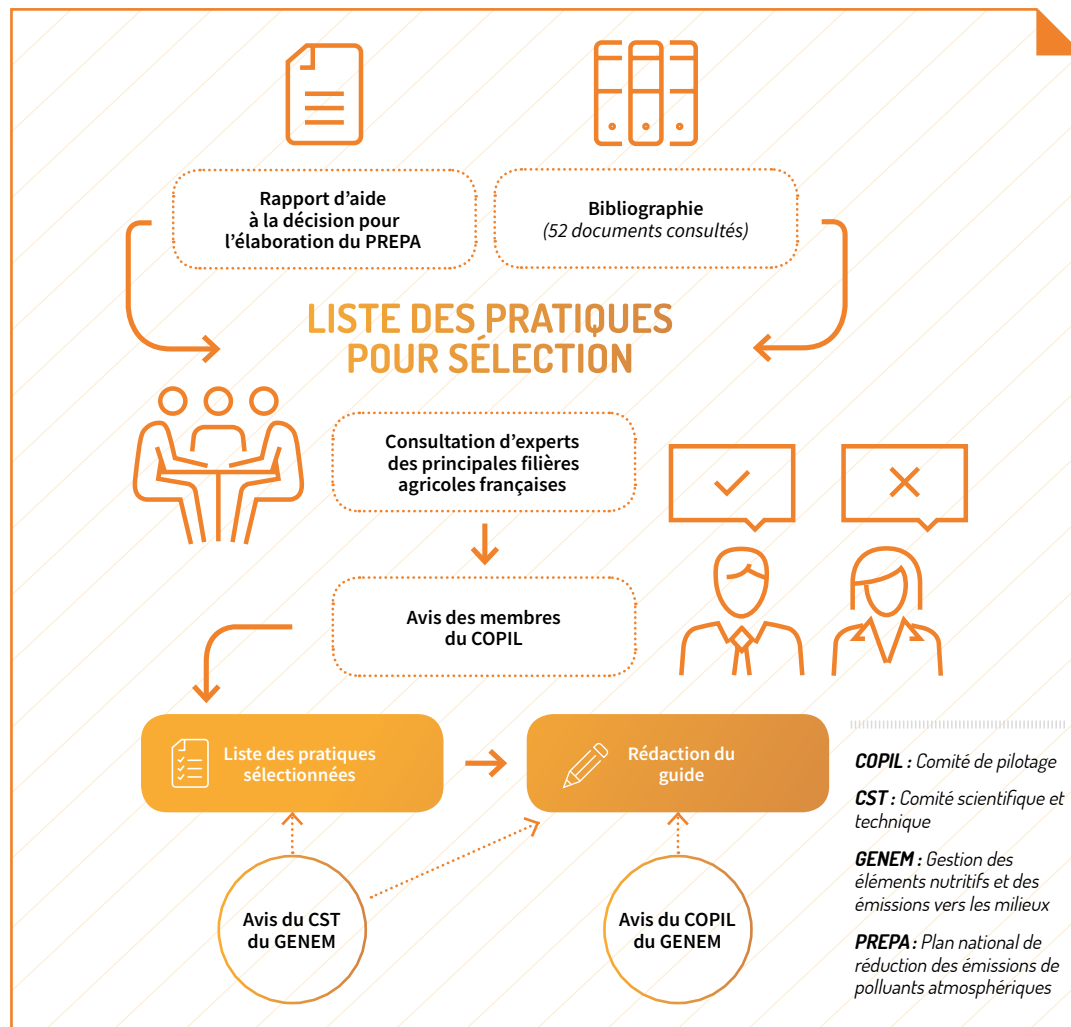 Rapport d'aide
à la décision pour
l'élaboration du PREPA
Bibliographie
(52 documents consultés)
LISTE DES PRATIQUES
POUR SÉLECTION
Consultation d'experts
des principales filières
agricoles françaises
Avis des membres
du COPIL
Liste des pratiques
sélectionnées
Rédaction du
guide
Avis du CST
du GENEM
Avis du COPIL
du GENEM
COPIL : Comité de pilotage
CST : Comité scientifique et
technique
GENEM : Gestion des
éléments nutritifs et des
émissions vers les milieux
PREPA : Plan national de
réduction des émissions de
polluants atmosphériques